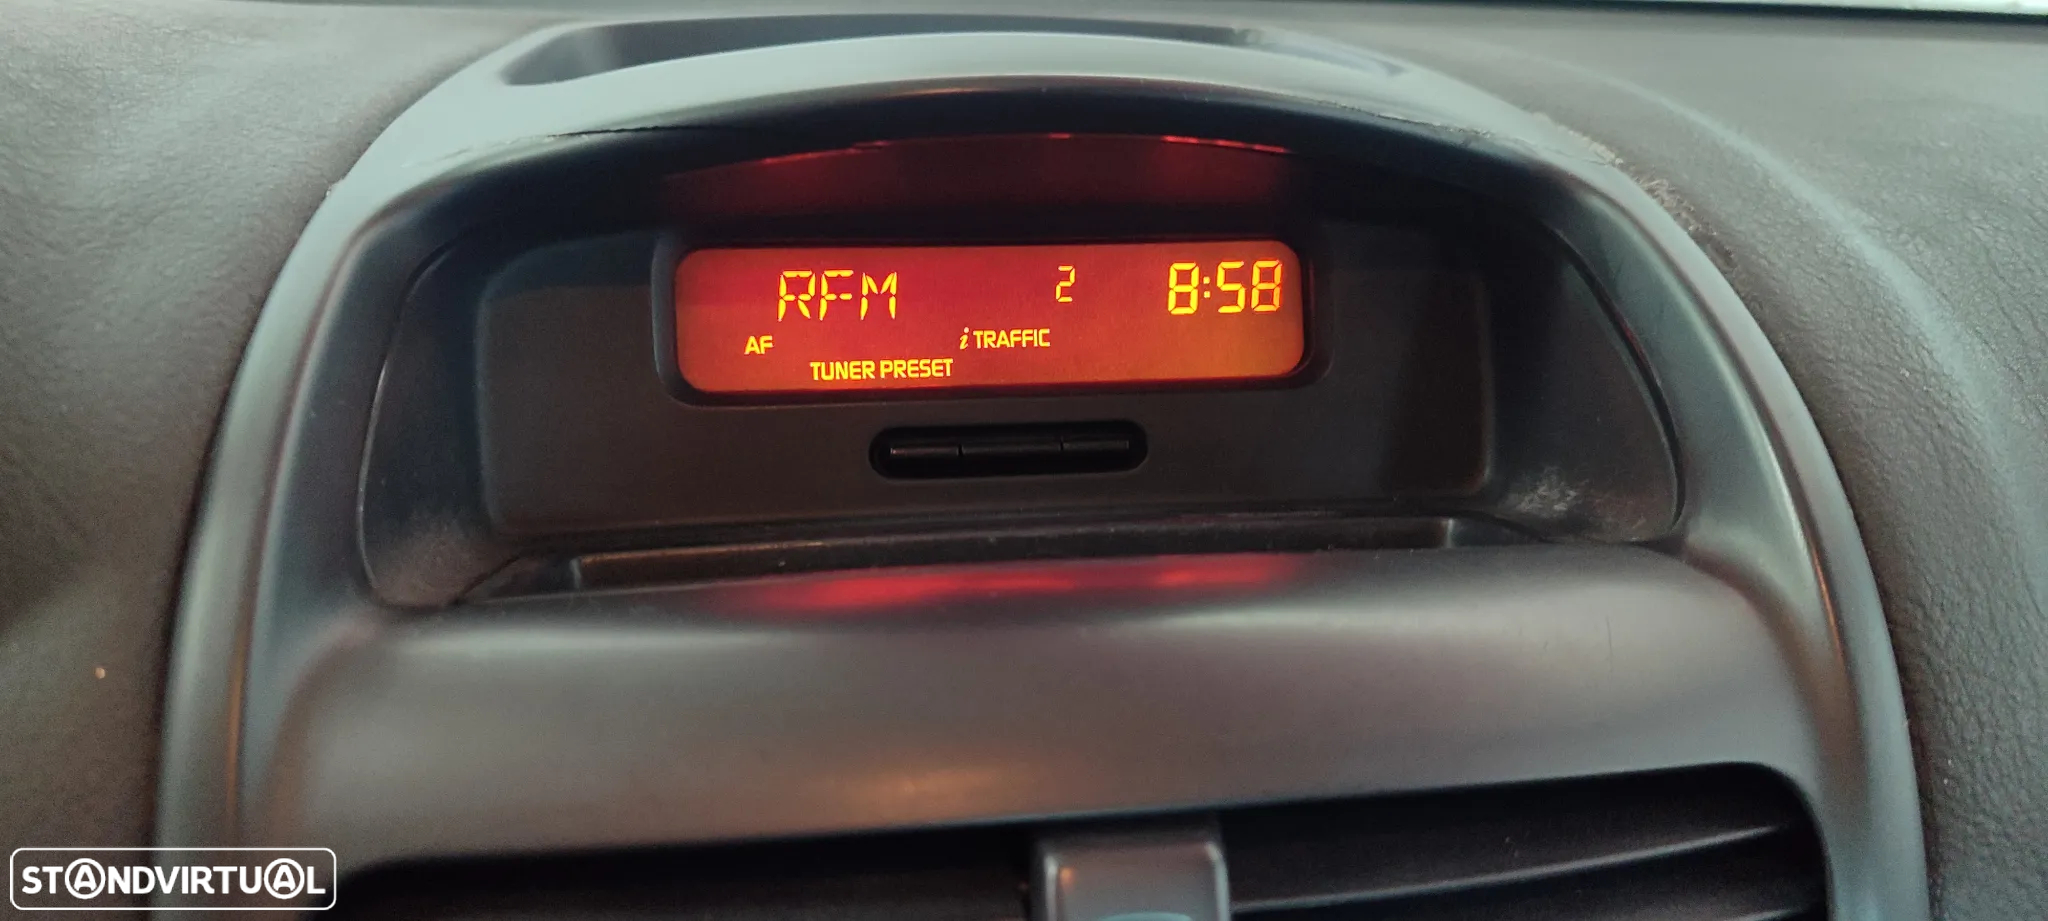 RFM 2 8:58
AF i TRAFFIC
TUNER PRESET
STANDVIRTUAL